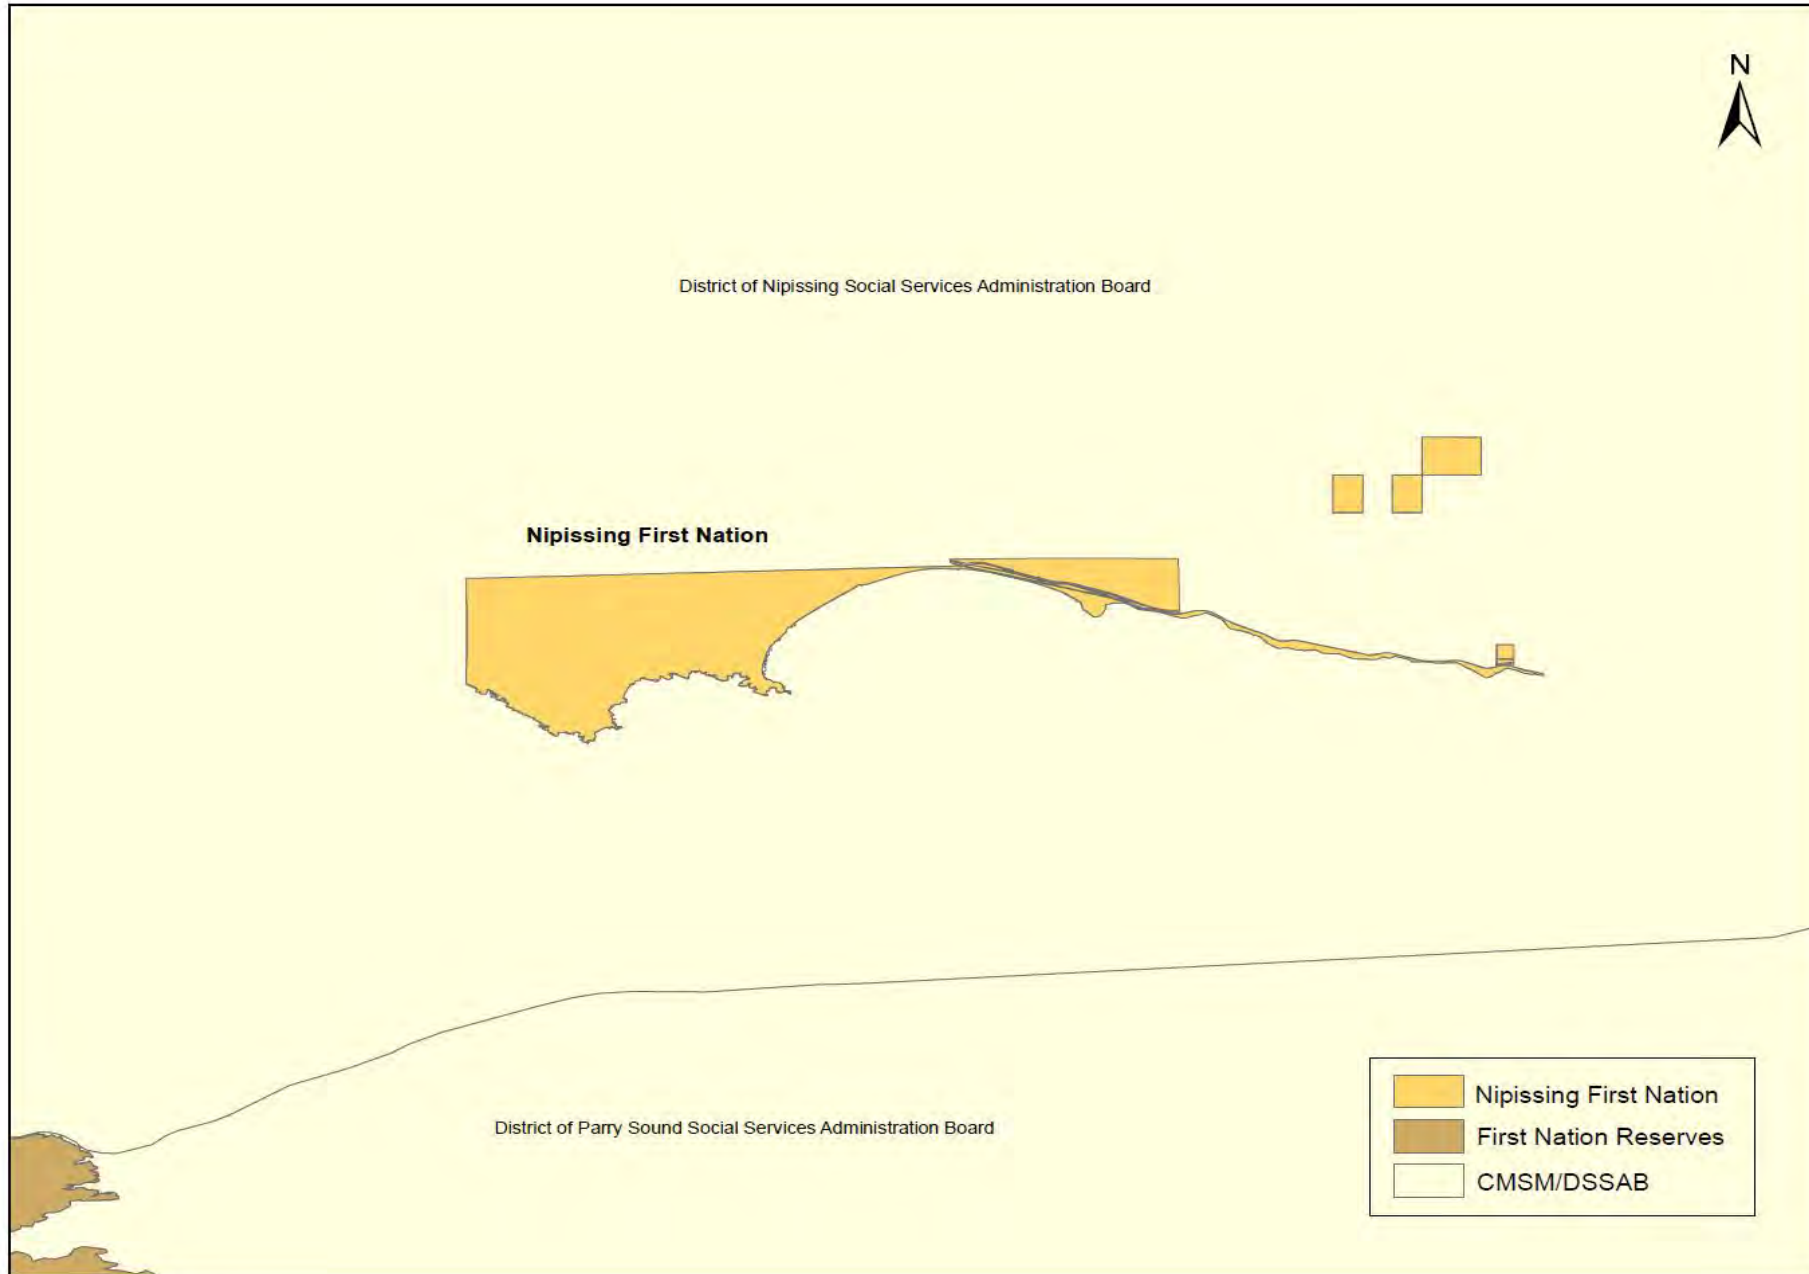 N
District of Nipissing Social Services Administration Board
Nipissing First Nation
District of Parry Sound Social Services Administration Board
Nipissing First Nation
First Nation Reserves
CMSM/DSSAB